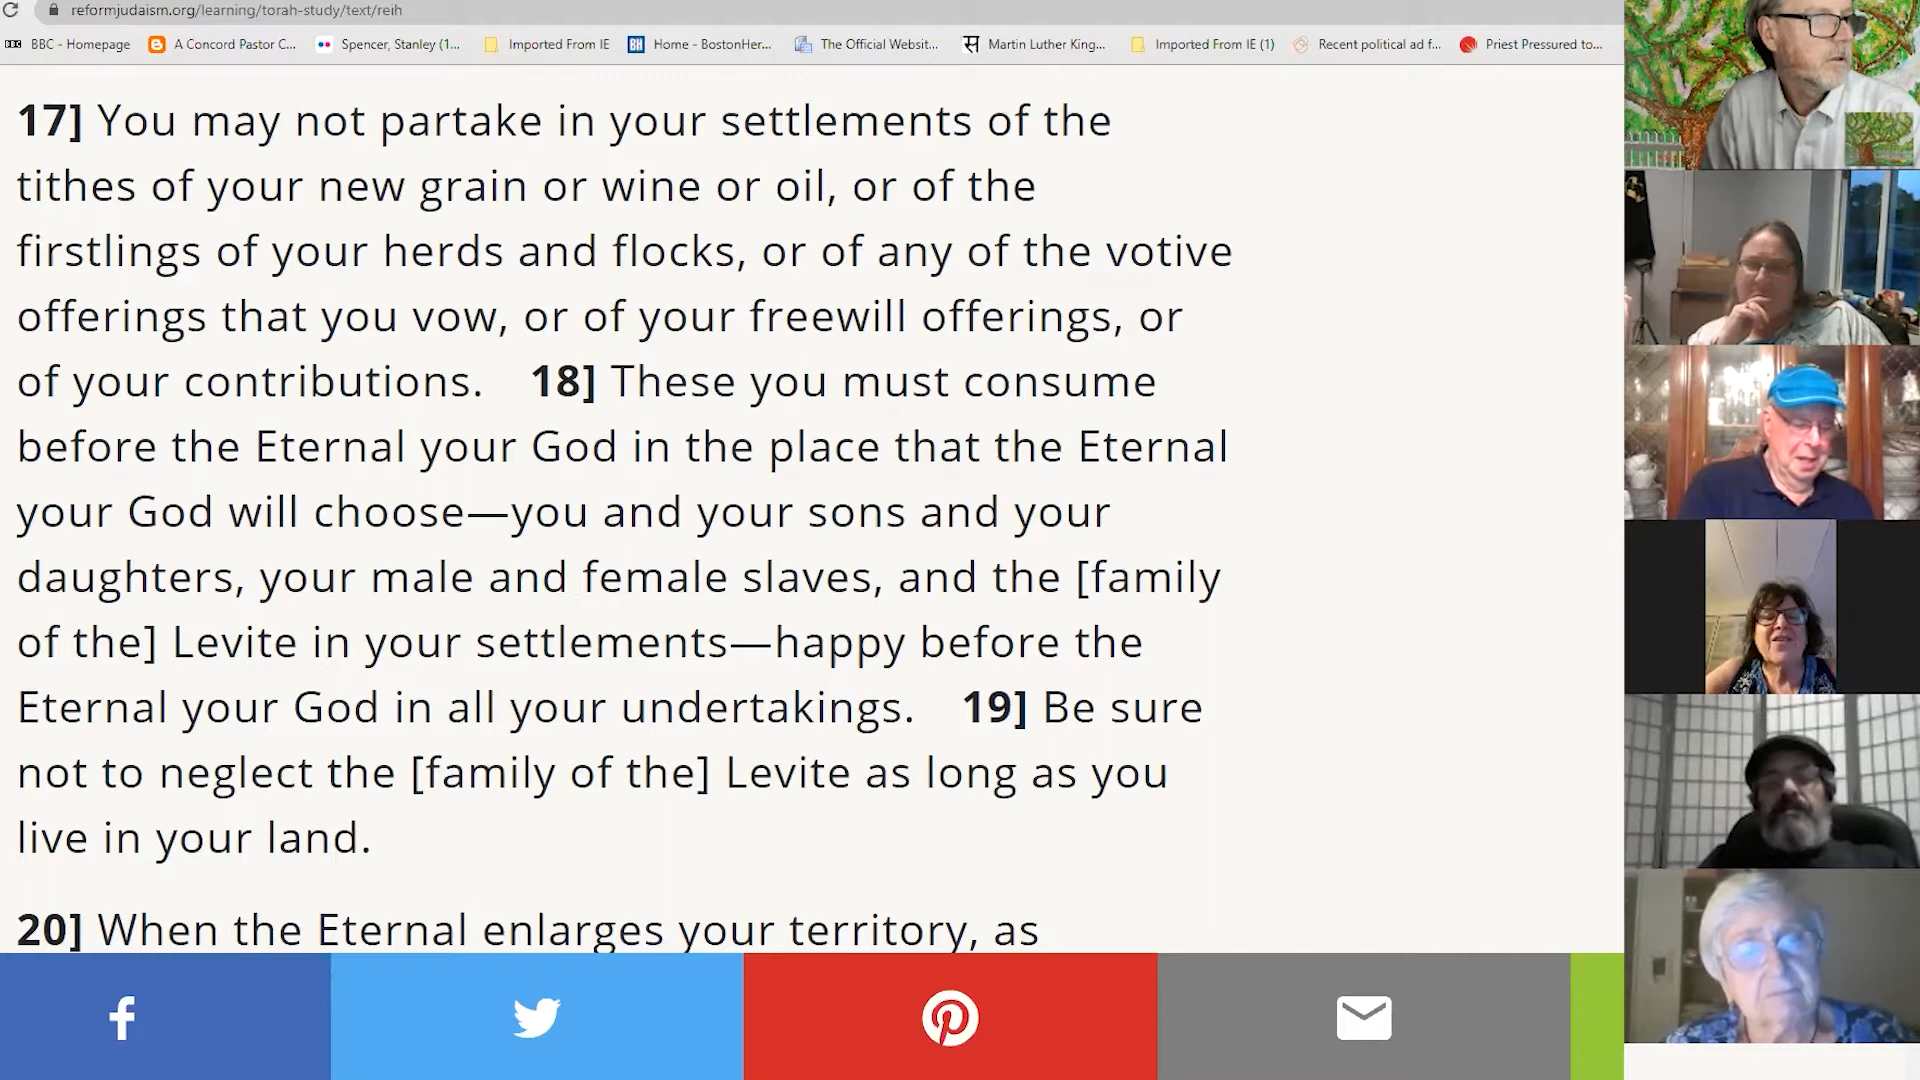 reformjudaism.org/learning/torah-study/text/reih
BBC BBC - Homepage A Concord Pastor C... Spencer, Stanley (1... Imported From IE BH Home - BostonHer... The Official Websit... Martin Luther King,... Imported From IE (1) Recent political ad f... Priest Pressured to...
17] You may not partake in your settlements of the
tithes of your new grain or wine or oil, or of the
firstlings of your herds and flocks, or of any of the votive
offerings that you vow, or of your freewill offerings, or
of your contributions. 18] These you must consume
before the Eternal your God in the place that the Eternal
your God will choose—you and your sons and your
daughters, your male and female slaves, and the [family
of the] Levite in your settlements—happy before the
Eternal your God in all your undertakings. 19] Be sure
not to neglect the [family of the] Levite as long as you
live in your land.
20] When the Eternal enlarges your territory, as